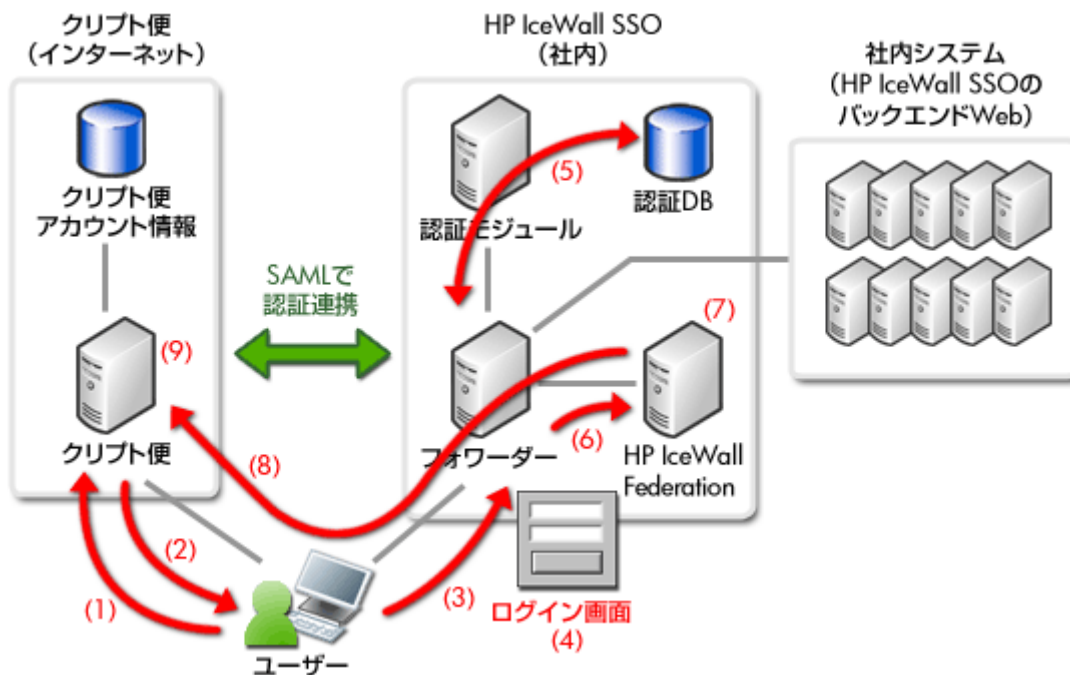 クリプト便
（インターネット）
HP IceWall SSO
（社内）
社内システム
（HP IceWall SSOの
バックエンドWeb）
クリプト便
アカウント情報
(5)
認証モジュール
認証DB
SAMLで
認証連携
(7)
(9)
クリプト便
(8)
フォワーダー
(6)
HP IceWall
Federation
(2)
(1)
(3)
ログイン画面
(4)
ユーザー